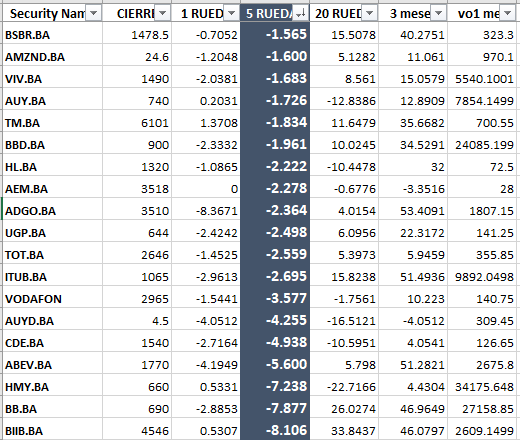 Security Nam CIERRI 1 RUED 5 RUEDA 20 RUED 3 mese vo1 me
BSBR.BA 1478.5 -0.7052 -1.565 15.5078 40.2751 323.3
AMZND.BA 24.6 -1.2048 -1.600 5.1282 11.061 970.1
VIV.BA 1490 -2.0381 -1.683 8.561 15.0579 5540.1001
AUY.BA 740 0.2031 -1.726 -12.8386 12.8909 7854.1499
TM.BA 6101 1.3708 -1.834 11.6479 35.6682 700.55
BBD.BA 900 -2.3332 -1.961 10.0245 34.5291 24085.199
HL.BA 1320 -1.0865 -2.222 -10.4478 32 72.5
AEM.BA 3518 0 -2.278 -0.6776 -3.3516 28
ADGO.BA 3510 -8.3671 -2.364 4.0154 53.4091 1807.15
UGP.BA 644 -2.4242 -2.498 6.0956 22.3172 141.25
TOT.BA 2646 -1.4525 -2.559 5.3973 5.9459 355.85
ITUB.BA 1065 -2.9613 -2.695 15.8238 51.4936 9892.0498
VODAFON 2965 -1.5441 -3.577 -1.7561 10.223 140.75
AUYD.BA 4.5 -4.0512 -4.255 -16.5121 -4.0512 309.45
CDE.BA 1540 -2.7164 -4.938 -10.5951 4.0541 126.65
ABEV.BA 1770 -4.1949 -5.600 5.798 51.2821 2675.8
HMY.BA 660 0.5331 -7.238 -22.7166 4.4304 34175.648
BB.BA 690 -2.8853 -7.877 26.0274 46.9649 27158.85
BIIB.BA 4546 0.5307 -8.106 33.8437 46.0797 2609.1499